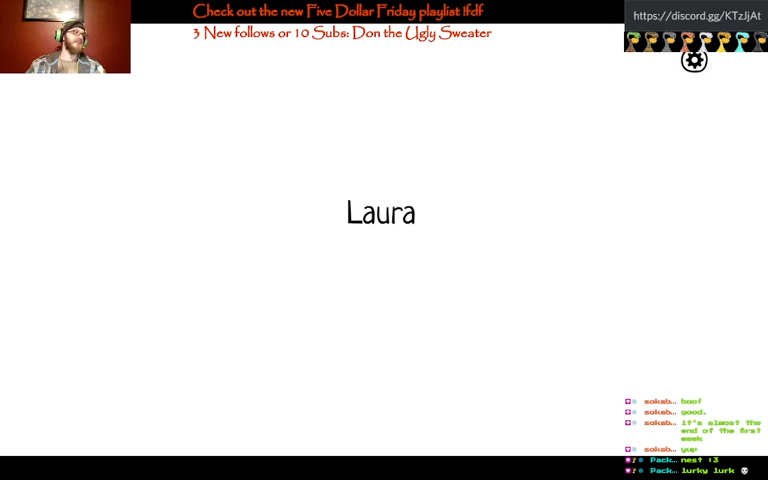 Check out the new Five Dollar Friday playlist !fdf
https://discord.gg/KTzJjAt
3 New follows or 10 Subs: Don the Ugly Sweater
Laura
sokab… boo!
sokab… good.
sokab… it's almost the
end of the first
week
sokab… yup
Pack… nest :3
Pack… lurky lurk